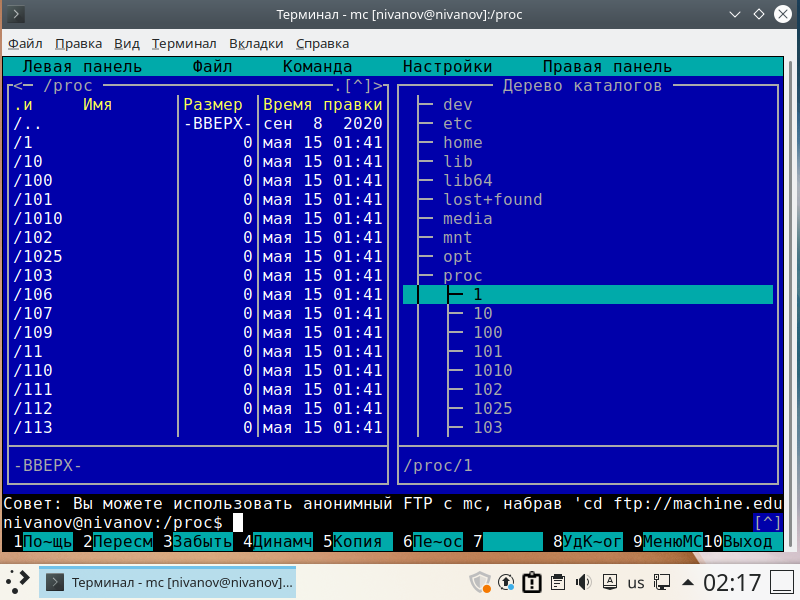 Терминал - mc [nivanov@nivanov]:/proc
Файл Правка Вид Терминал Вкладки Справка
Левая панель Файл Команда Настройки Правая панель
<─ /proc ─.[^]>
.и Имя Размер Время правки
/.. -ВВЕРХ- сен 8 2020
/1 0 мая 15 01:41
/10 0 мая 15 01:41
/100 0 мая 15 01:41
/101 0 мая 15 01:41
/1010 0 мая 15 01:41
/102 0 мая 15 01:41
/1025 0 мая 15 01:41
/103 0 мая 15 01:41
/106 0 мая 15 01:41
/107 0 мая 15 01:41
/109 0 мая 15 01:41
/11 0 мая 15 01:41
/110 0 мая 15 01:41
/111 0 мая 15 01:41
/112 0 мая 15 01:41
/113 0 мая 15 01:41
-ВВЕРХ-
Дерево каталогов
dev
etc
home
lib
lib64
lost+found
media
mnt
opt
proc
1
10
100
101
1010
102
1025
103
/proc/1
Совет: Вы можете использовать анонимный FTP с mc, набрав 'cd ftp://machine.edu
nivanov@nivanov:/proc$ [^]
1По~щь 2Пересм 3Забыть 4Динамч 5Копия 6Пе~ос 7 8УдК~ог 9МенюМС 10Выход
Терминал - mc [nivanov@nivanov]... us 02:17